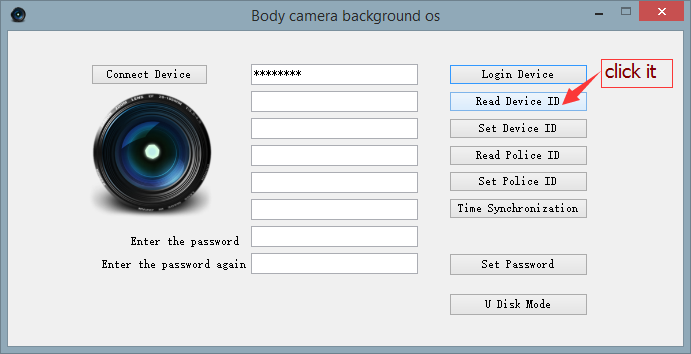 Body camera background os
Connect Device
********
Login Device
click it
Read Device ID
Set Device ID
Read Police ID
Set Police ID
Time Synchronization
Enter the password
Enter the password again
Set Password
U Disk Mode